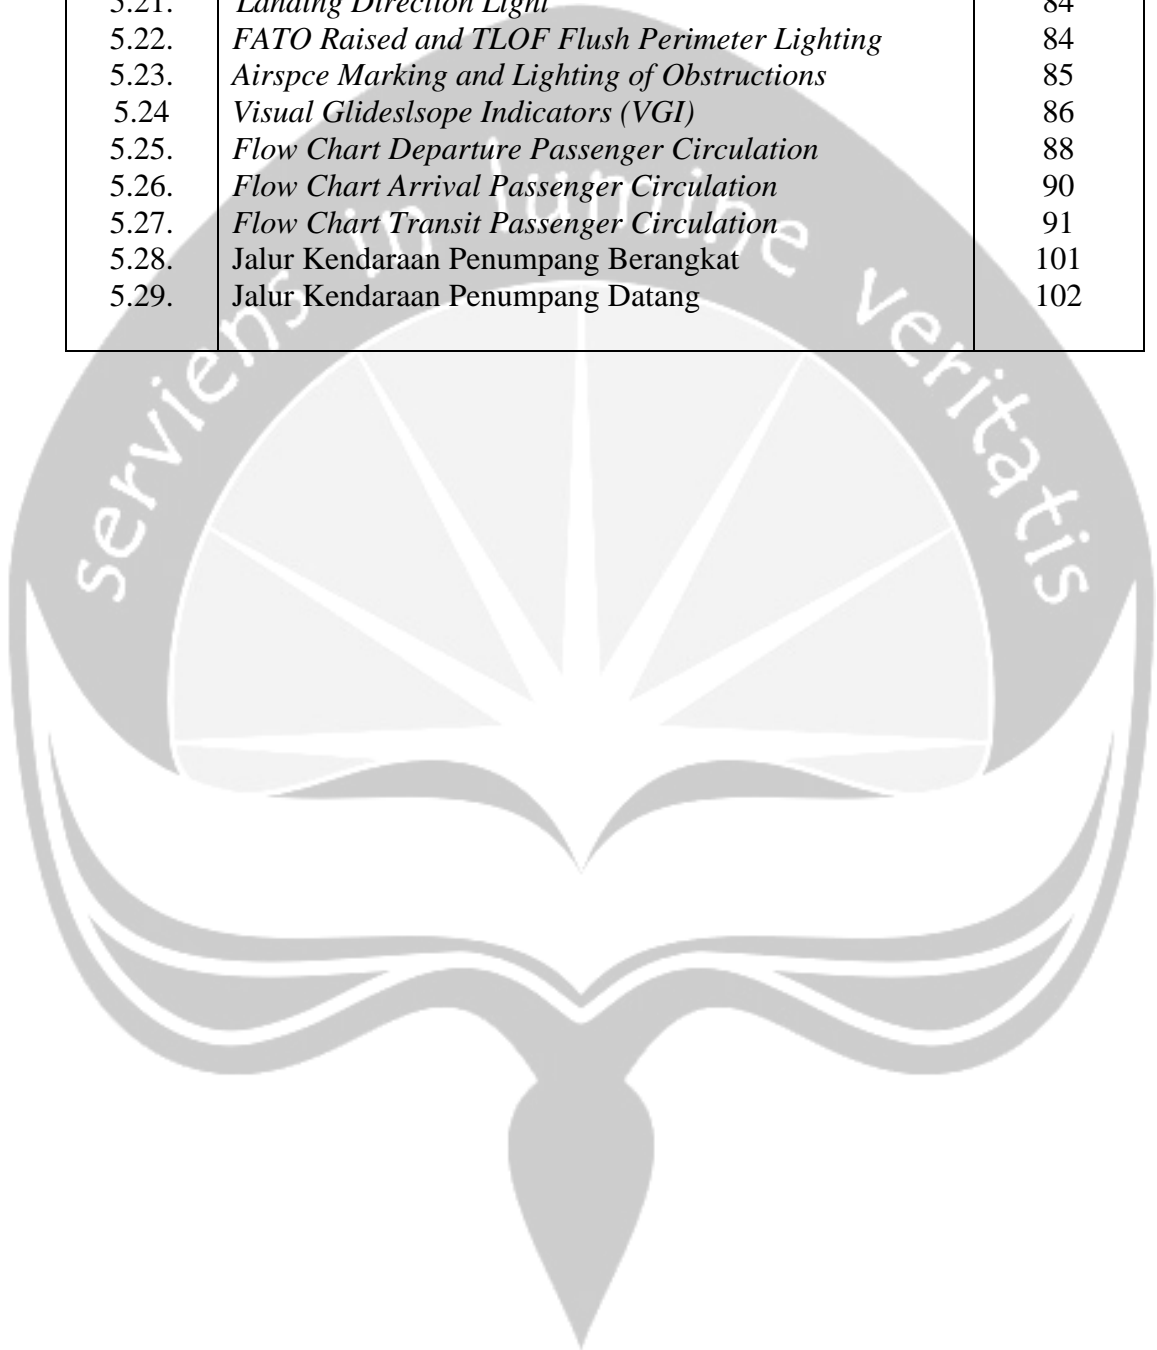 5.21. Landing Direction Light 84
5.22. FATO Raised and TLOF Flush Perimeter Lighting 84
5.23. Airspce Marking and Lighting of Obstructions 85
5.24 Visual Glideslsope Indicators (VGI) 86
5.25. Flow Chart Departure Passenger Circulation 88
5.26. Flow Chart Arrival Passenger Circulation 90
5.27. Flow Chart Transit Passenger Circulation 91
5.28. Jalur Kendaraan Penumpang Berangkat 101
5.29. Jalur Kendaraan Penumpang Datang 102
serviens in lumine veritatis